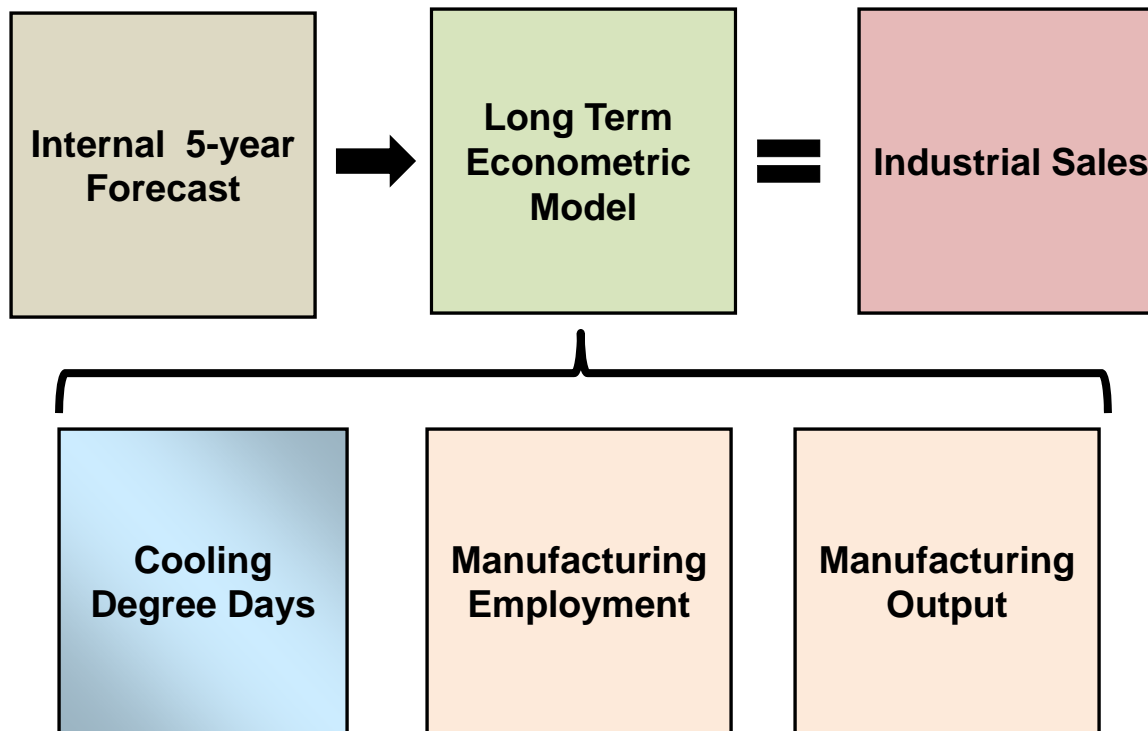 Internal 5-year
Forecast
Long Term
Econometric
Model
Industrial Sales
Cooling
Degree Days
Manufacturing
Employment
Manufacturing
Output